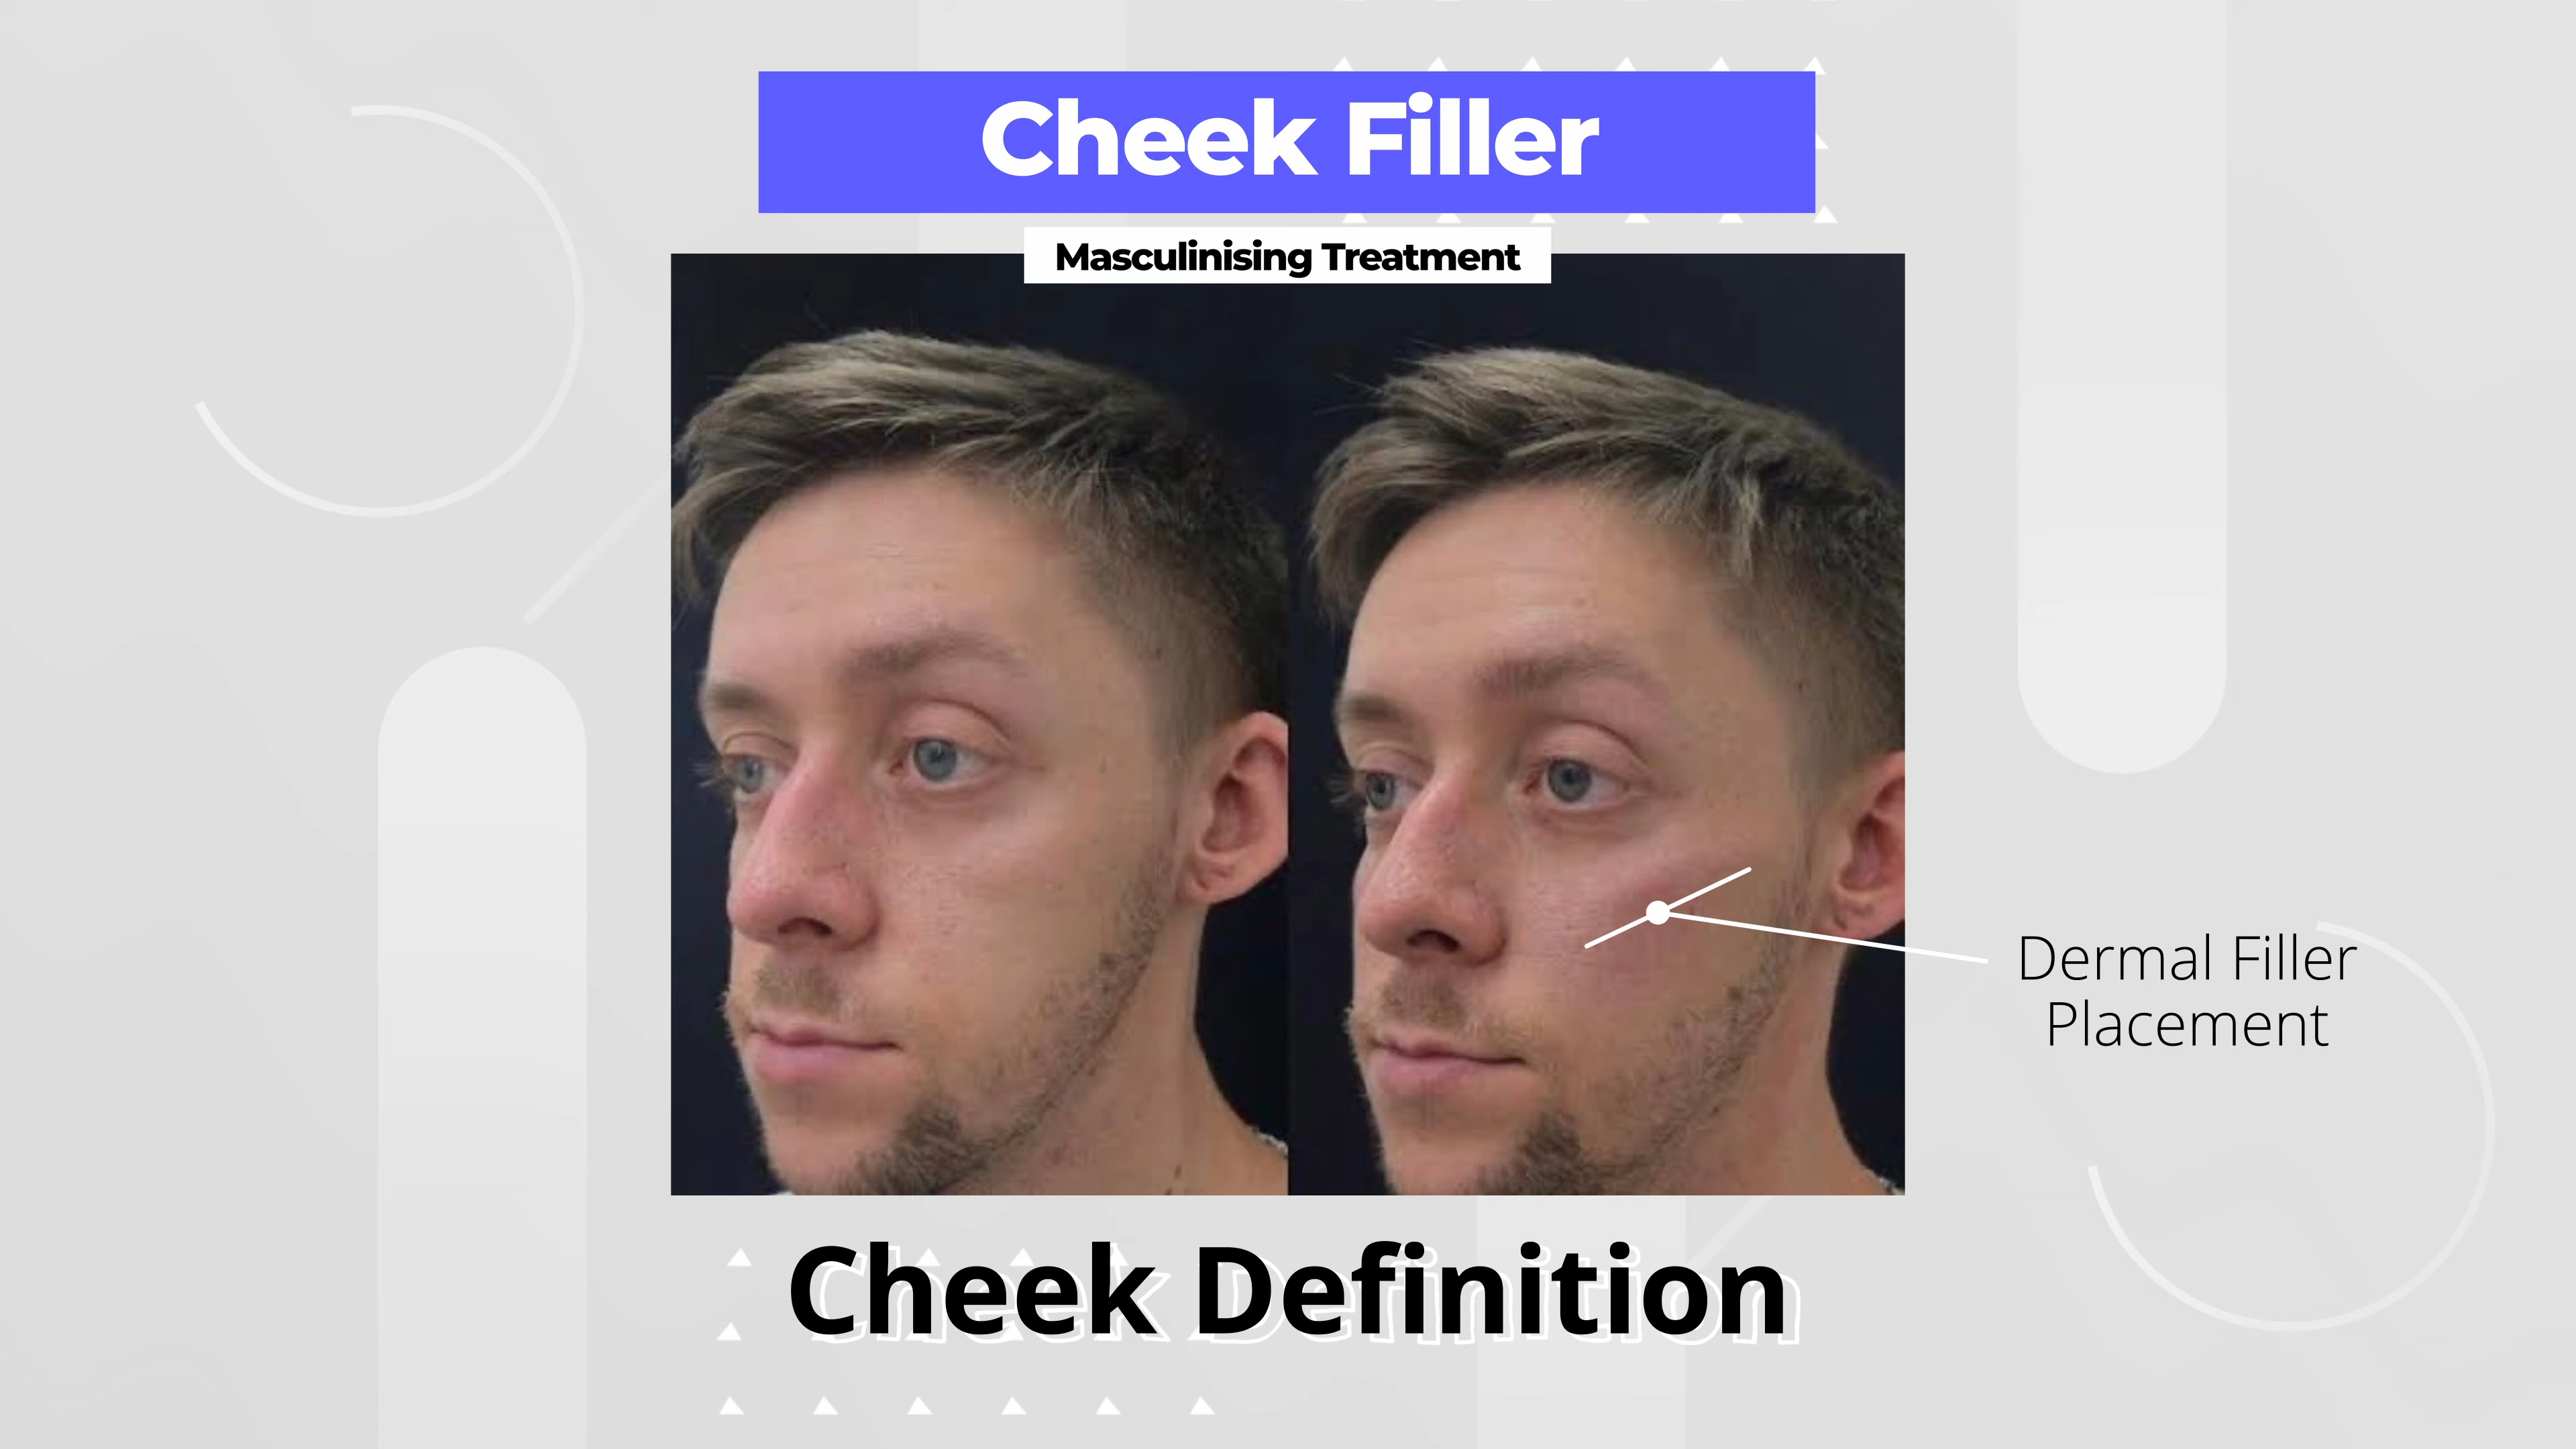 Cheek Filler
Masculinising Treatment
Dermal Filler
Placement
Cheek Definition